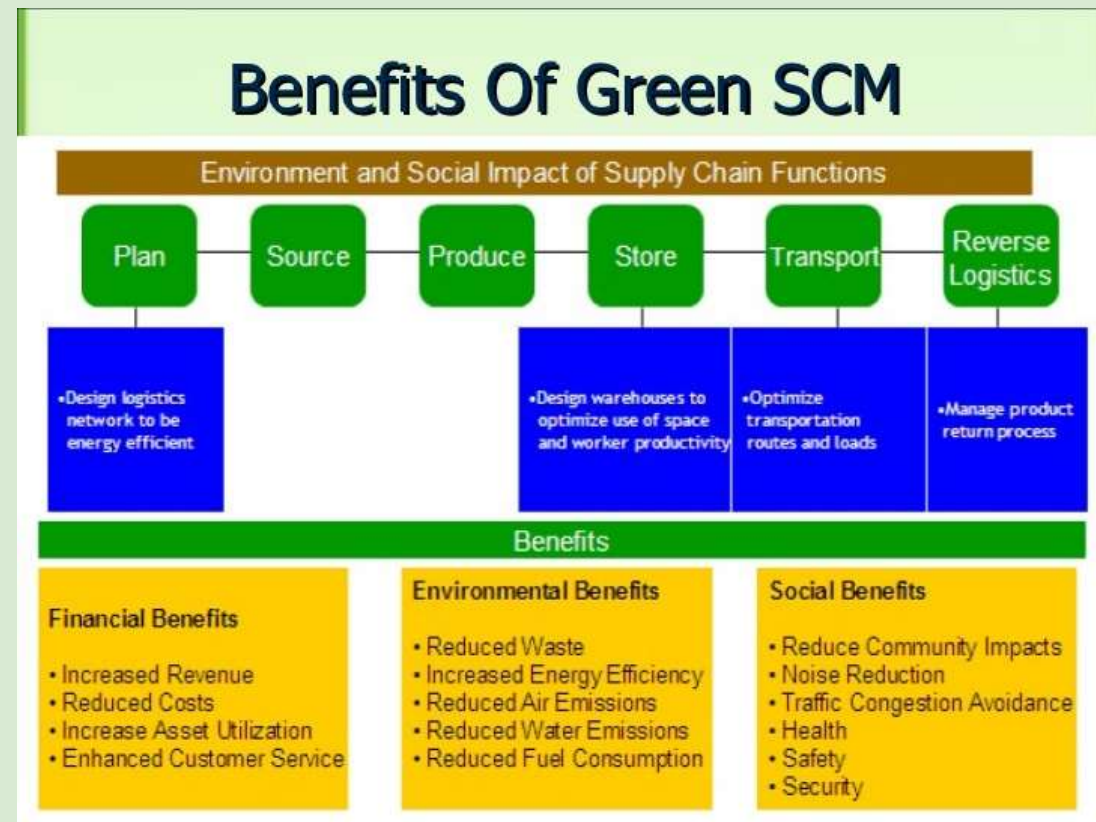 Benefits Of Green SCM
Environment and Social Impact of Supply Chain Functions
Plan
Source
Produce
Store
Transport
Reverse
Logistics
•Design logistics
network to be
energy efficient
•Design warehouses to
optimize use of space
and worker productivity
•Optimize
transportation
routes and loads
•Manage product
return process
Benefits
Financial Benefits
• Increased Revenue
• Reduced Costs
• Increase Asset Utilization
• Enhanced Customer Service
Environmental Benefits
• Reduced Waste
• Increased Energy Efficiency
• Reduced Air Emissions
• Reduced Water Emissions
• Reduced Fuel Consumption
Social Benefits
• Reduce Community Impacts
• Noise Reduction
• Traffic Congestion Avoidance
• Health
• Safety
• Security